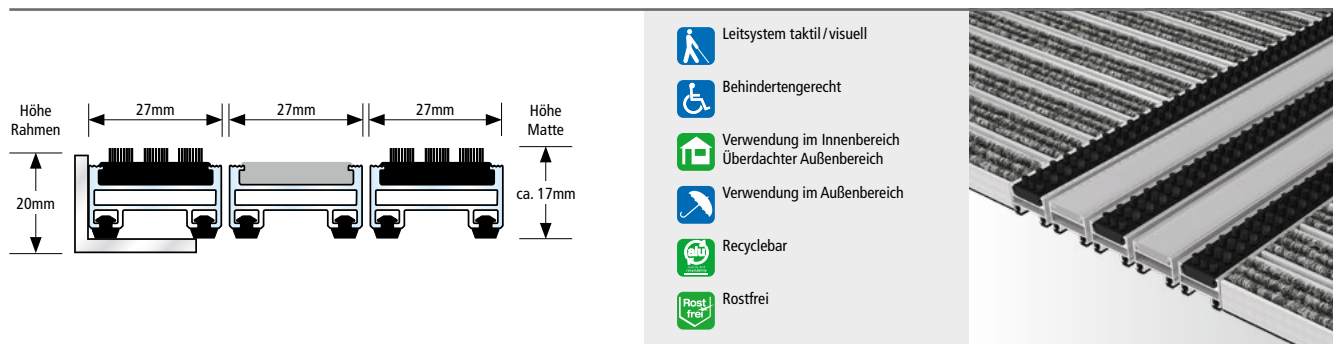 Höhe
Rahmen
27mm
27mm
27mm
Höhe
Matte
20mm
ca. 17mm
Leitsystem taktil/visuell
Behindertengerecht
Verwendung im Innenbereich
Überdachter Außenbereich
Verwendung im Außenbereich
alu
Recyclebar
Rost
frei
Rostfrei